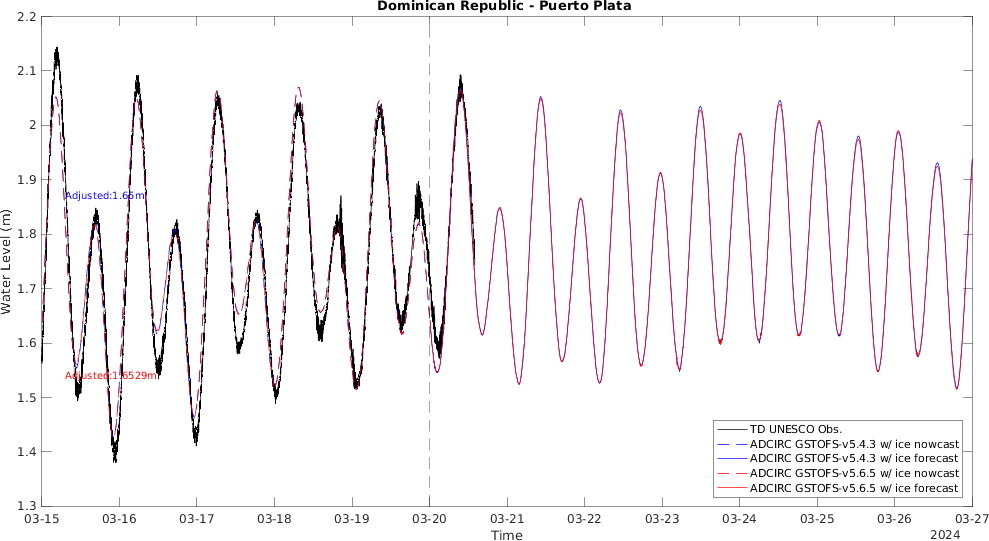 Dominican Republic - Puerto Plata
Water Level (m)
2.2
2.1
2
1.9
1.8
1.7
1.6
1.5
1.4
1.3
Adjusted:1.65m
Adjusted:1.6529m
TD UNESCO Obs.
ADCIRC GSTOFS-v5.4.3 w/ ice nowcast
ADCIRC GSTOFS-v5.4.3 w/ ice forecast
ADCIRC GSTOFS-v5.6.5 w/ ice nowcast
ADCIRC GSTOFS-v5.6.5 w/ ice forecast
03-15 03-16 03-17 03-18 03-19 03-20 03-21 03-22 03-23 03-24 03-25 03-26 03-27
Time
2024